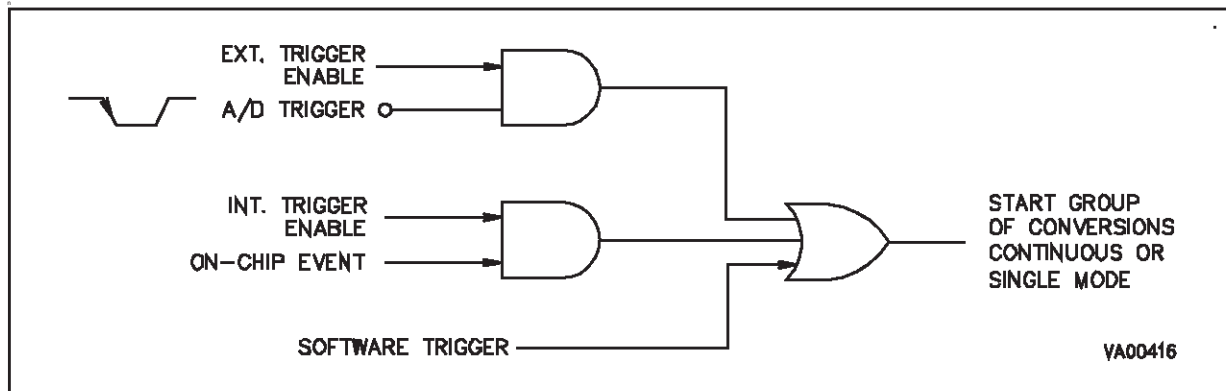 EXT. TRIGGER
ENABLE
A/D TRIGGER
INT. TRIGGER
ENABLE
ON-CHIP EVENT
SOFTWARE TRIGGER
START GROUP
OF CONVERSIONS
CONTINUOUS OR
SINGLE MODE
VA00416